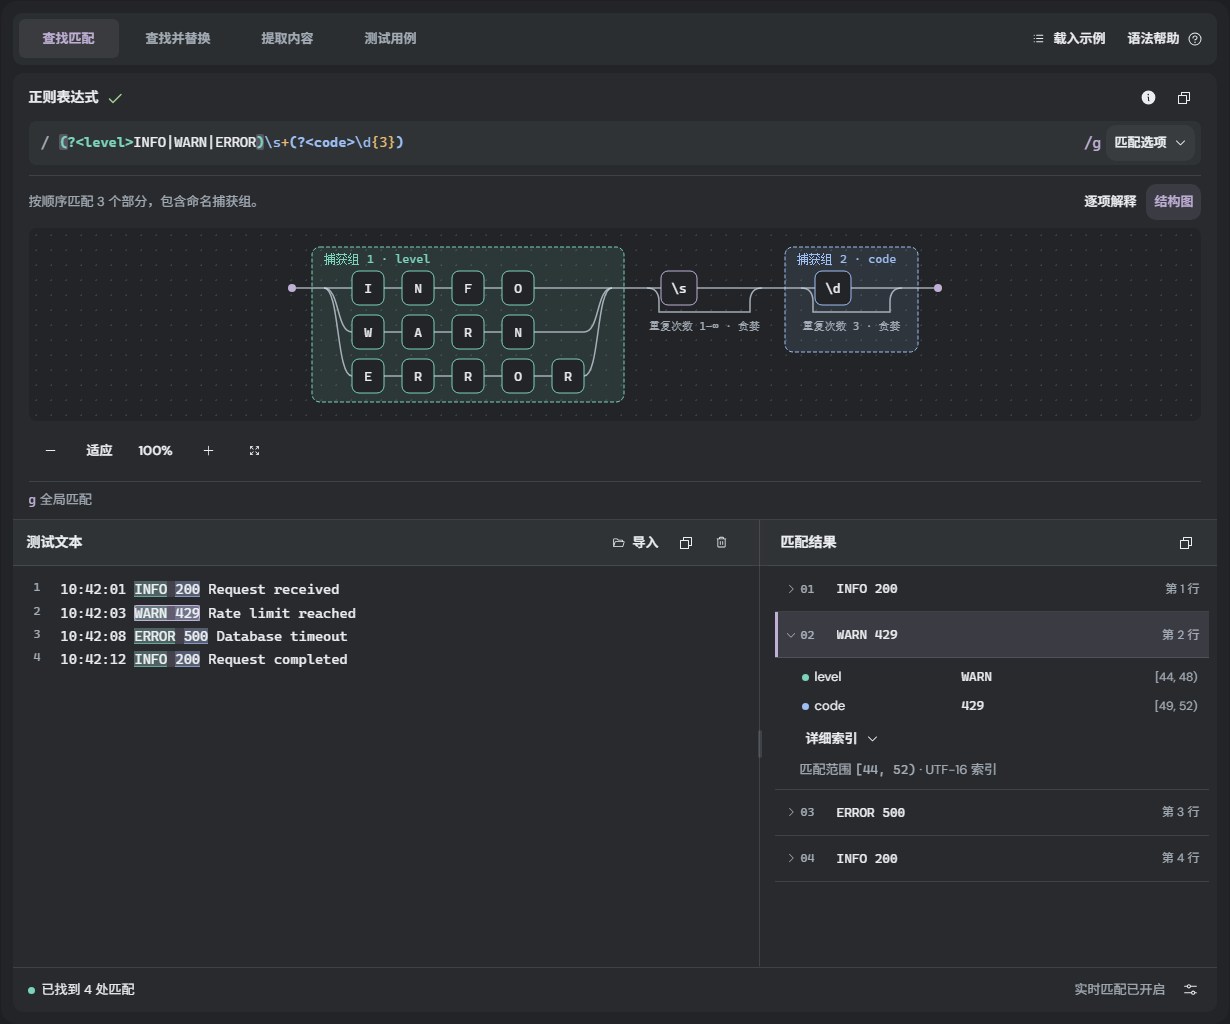 查找匹配 查找并替换 提取内容 测试用例 载入示例 语法帮助
正则表达式
/ (?<level>INFO|WARN|ERROR)\s+(?<code>\d{3}) /g 匹配选项
按顺序匹配 3 个部分，包含命名捕获组。 逐项解释 结构图
捕获组 1 · level 捕获组 2 · code
I N F O \s \d
W A R N 重复次数 1–∞ · 贪婪 重复次数 3 · 贪婪
E R R O R
− 适应 100% +
g 全局匹配
测试文本 导入
1 10:42:01 INFO 200 Request received
2 10:42:03 WARN 429 Rate limit reached
3 10:42:08 ERROR 500 Database timeout
4 10:42:12 INFO 200 Request completed
匹配结果
01 INFO 200 第 1 行
02 WARN 429 第 2 行
level WARN [44, 48)
code 429 [49, 52)
详细索引
匹配范围 [44, 52) · UTF-16 索引
03 ERROR 500 第 3 行
04 INFO 200 第 4 行
已找到 4 处匹配 实时匹配已开启